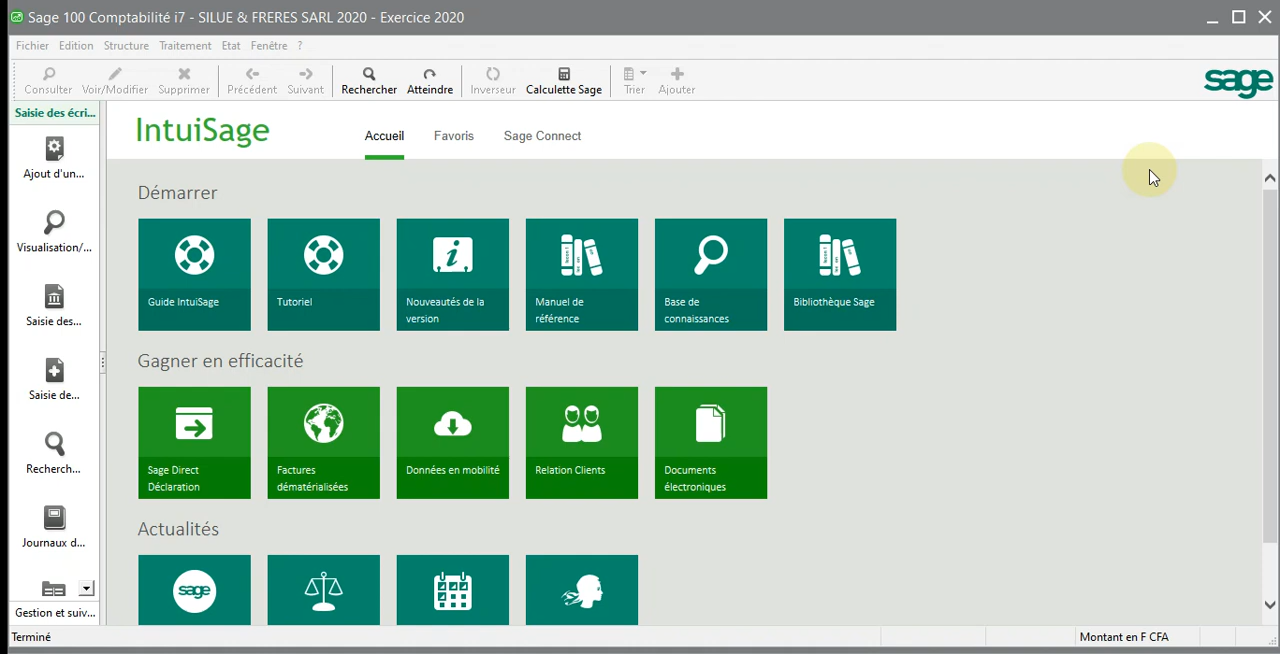 Sage 100 Comptabilité i7 - SILUE & FRERES SARL 2020 - Exercice 2020
Fichier Edition Structure Traitement Etat Fenêtre ?
Consulter Voir/Modifier Supprimer Précédent Suivant Rechercher Atteindre Inverseur Calculette Sage Trier Ajouter
sage
Saisie des écri...
IntuiSage Accueil Favoris Sage Connect
Ajout d'un...
Visualisation/...
Saisie des...
Saisie de...
Recherch...
Journaux d...
Gestion et suiv...
Démarrer
Guide IntuiSage
Tutoriel
Nouveautés de la
version
Manuel de
référence
Base de
connaissances
Bibliothèque Sage
Gagner en efficacité
Sage Direct
Déclaration
Factures
dématérialisées
Données en mobilité
Relation Clients
Documents
électroniques
Actualités
sage
Terminé
Montant en F CFA